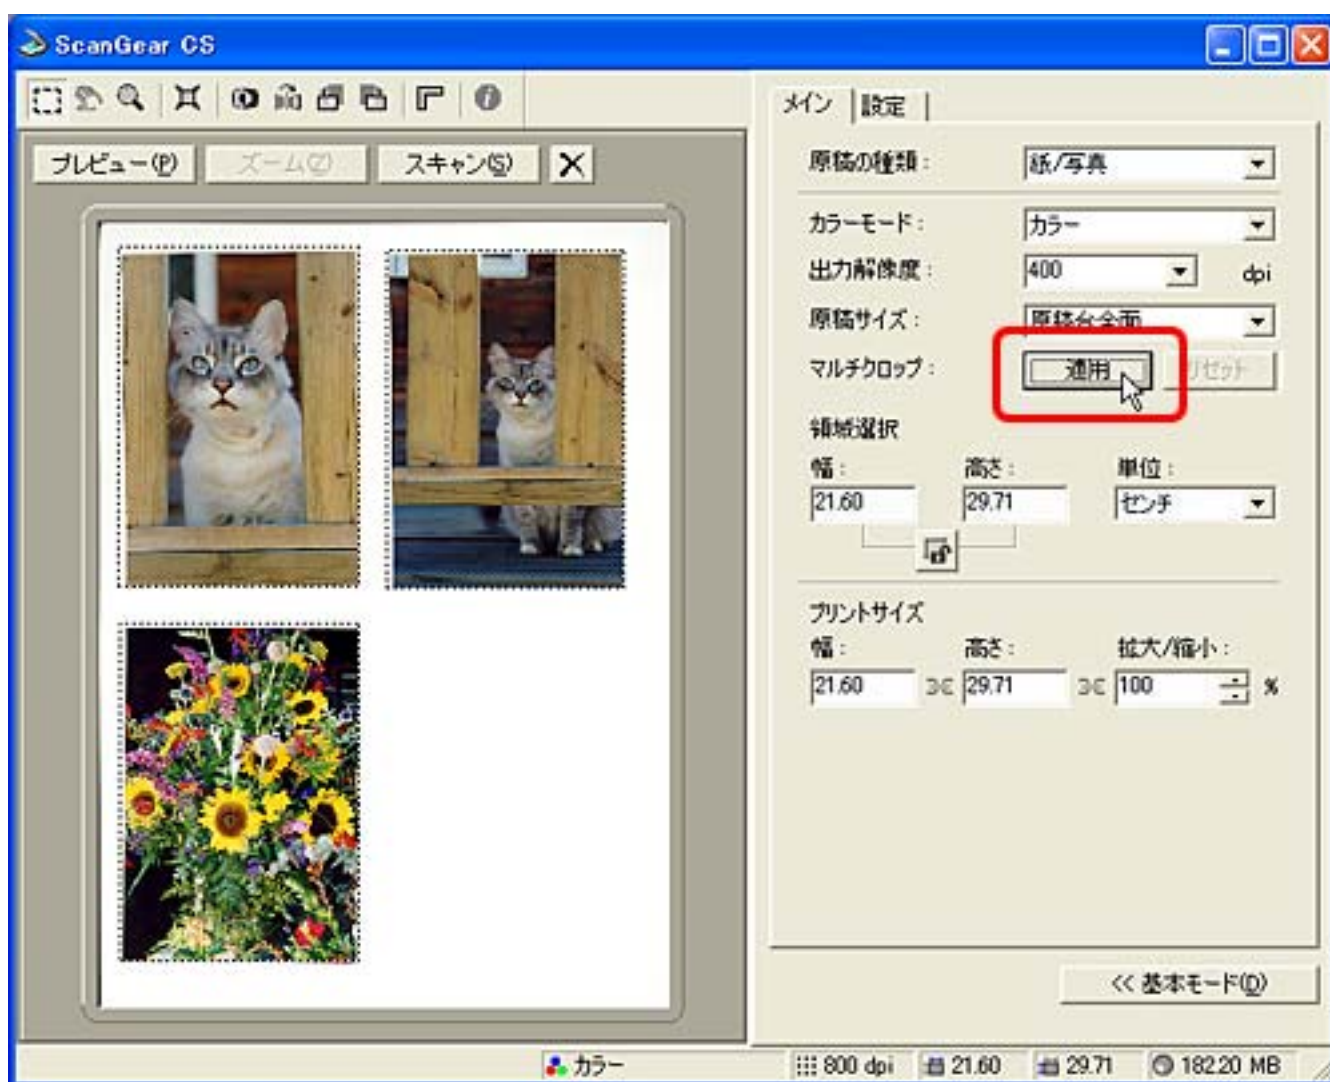 ScanGear CS
メイン 設定
プレビュー(P) ズーム(Z) スキャン(S)
原稿の種類： 紙/写真
カラーモード： カラー
出力解像度： 400 dpi
原稿サイズ： 原稿台全面
マルチクロップ： 適用 リセット
領域選択
幅： 高さ： 単位：
21.60 29.71 センチ
プリントサイズ
幅： 高さ： 拡大/縮小：
21.60 29.71 100 %
<< 基本モード(D)
カラー 800 dpi 21.60 29.71 182.20 MB